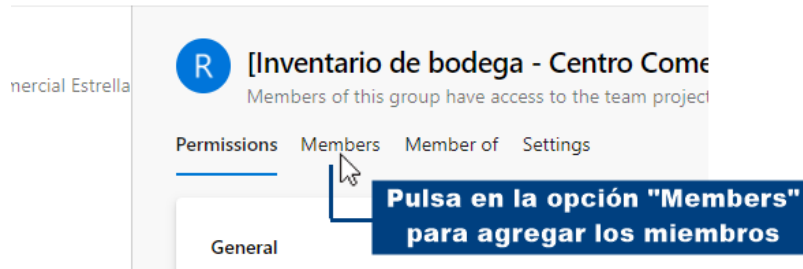 R
[Inventario de bodega - Centro Come
mercial Estrella
Members of this group have access to the team project
Permissions Members Member of Settings
Pulsa en la opción "Members"
para agregar los miembros
General